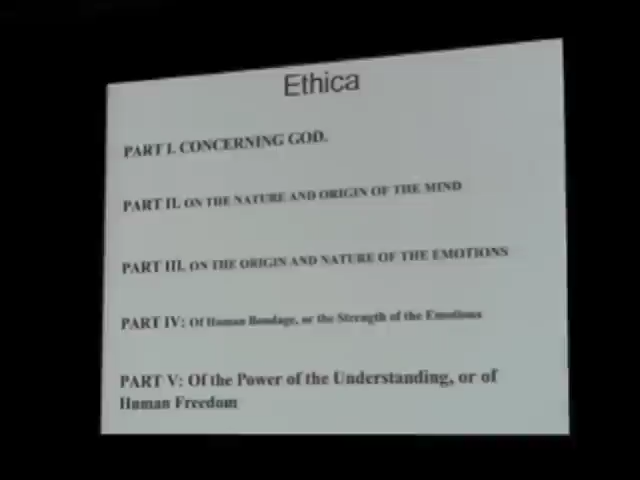 Ethica
PART I. CONCERNING GOD.
PART II. ON THE NATURE AND ORIGIN OF THE MIND
PART III. ON THE ORIGIN AND NATURE OF THE EMOTIONS
PART IV: Of Human Bondage, or the Strength of the Emotions
PART V: Of the Power of the Understanding, or of
Human Freedom